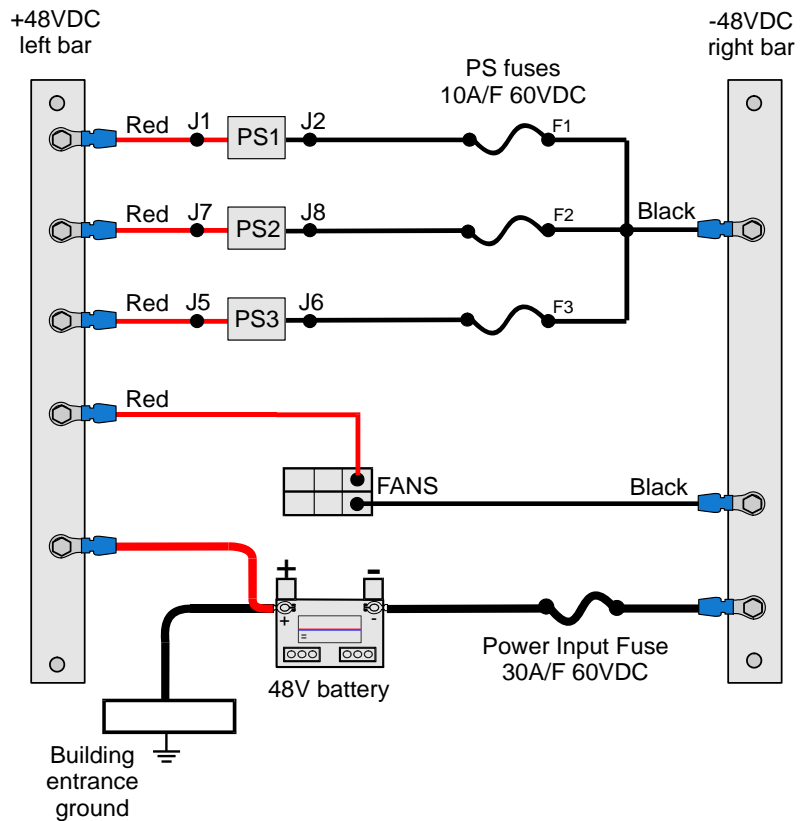 +48VDC
left bar
-48VDC
right bar
PS fuses
10A/F 60VDC
Red
J1
PS1
J2
F1
Red
J7
PS2
J8
F2
Black
Red
J5
PS3
J6
F3
Red
FANS
Black
+
-
+
-
=
48V battery
Power Input Fuse
30A/F 60VDC
Building
entrance
ground